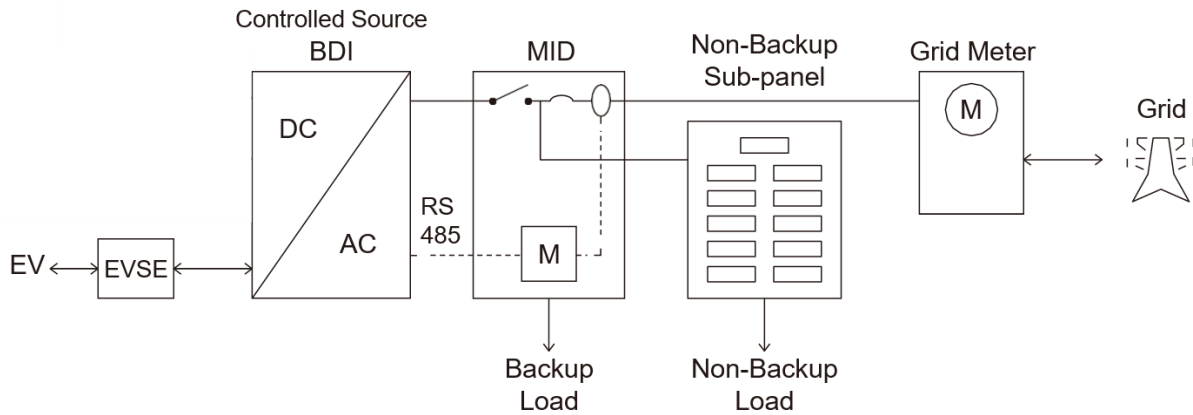 Controlled Source
BDI
MID
Non-Backup
Sub-panel
Grid Meter
Grid
DC
AC
RS
485
M
M
EV
EVSE
Backup
Load
Non-Backup
Load